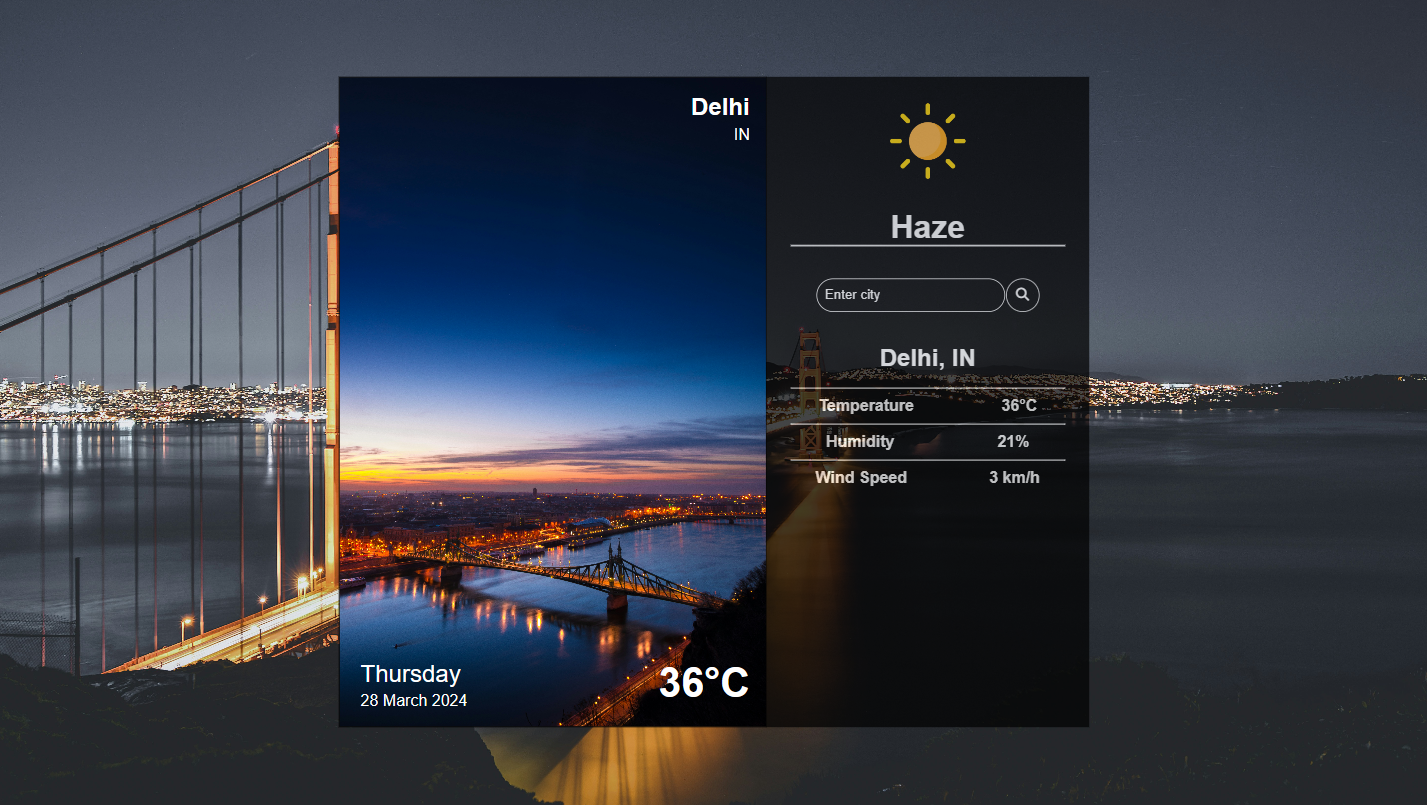 Delhi
IN
Thursday
28 March 2024
36°C
Haze
Enter city
Delhi, IN
Temperature 36°C
Humidity 21%
Wind Speed 3 km/h